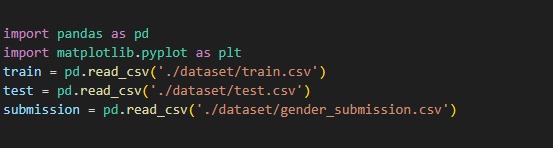 import pandas as pd
import matplotlib.pyplot as plt
train = pd.read_csv('./dataset/train.csv')
test = pd.read_csv('./dataset/test.csv')
submission = pd.read_csv('./dataset/gender_submission.csv')